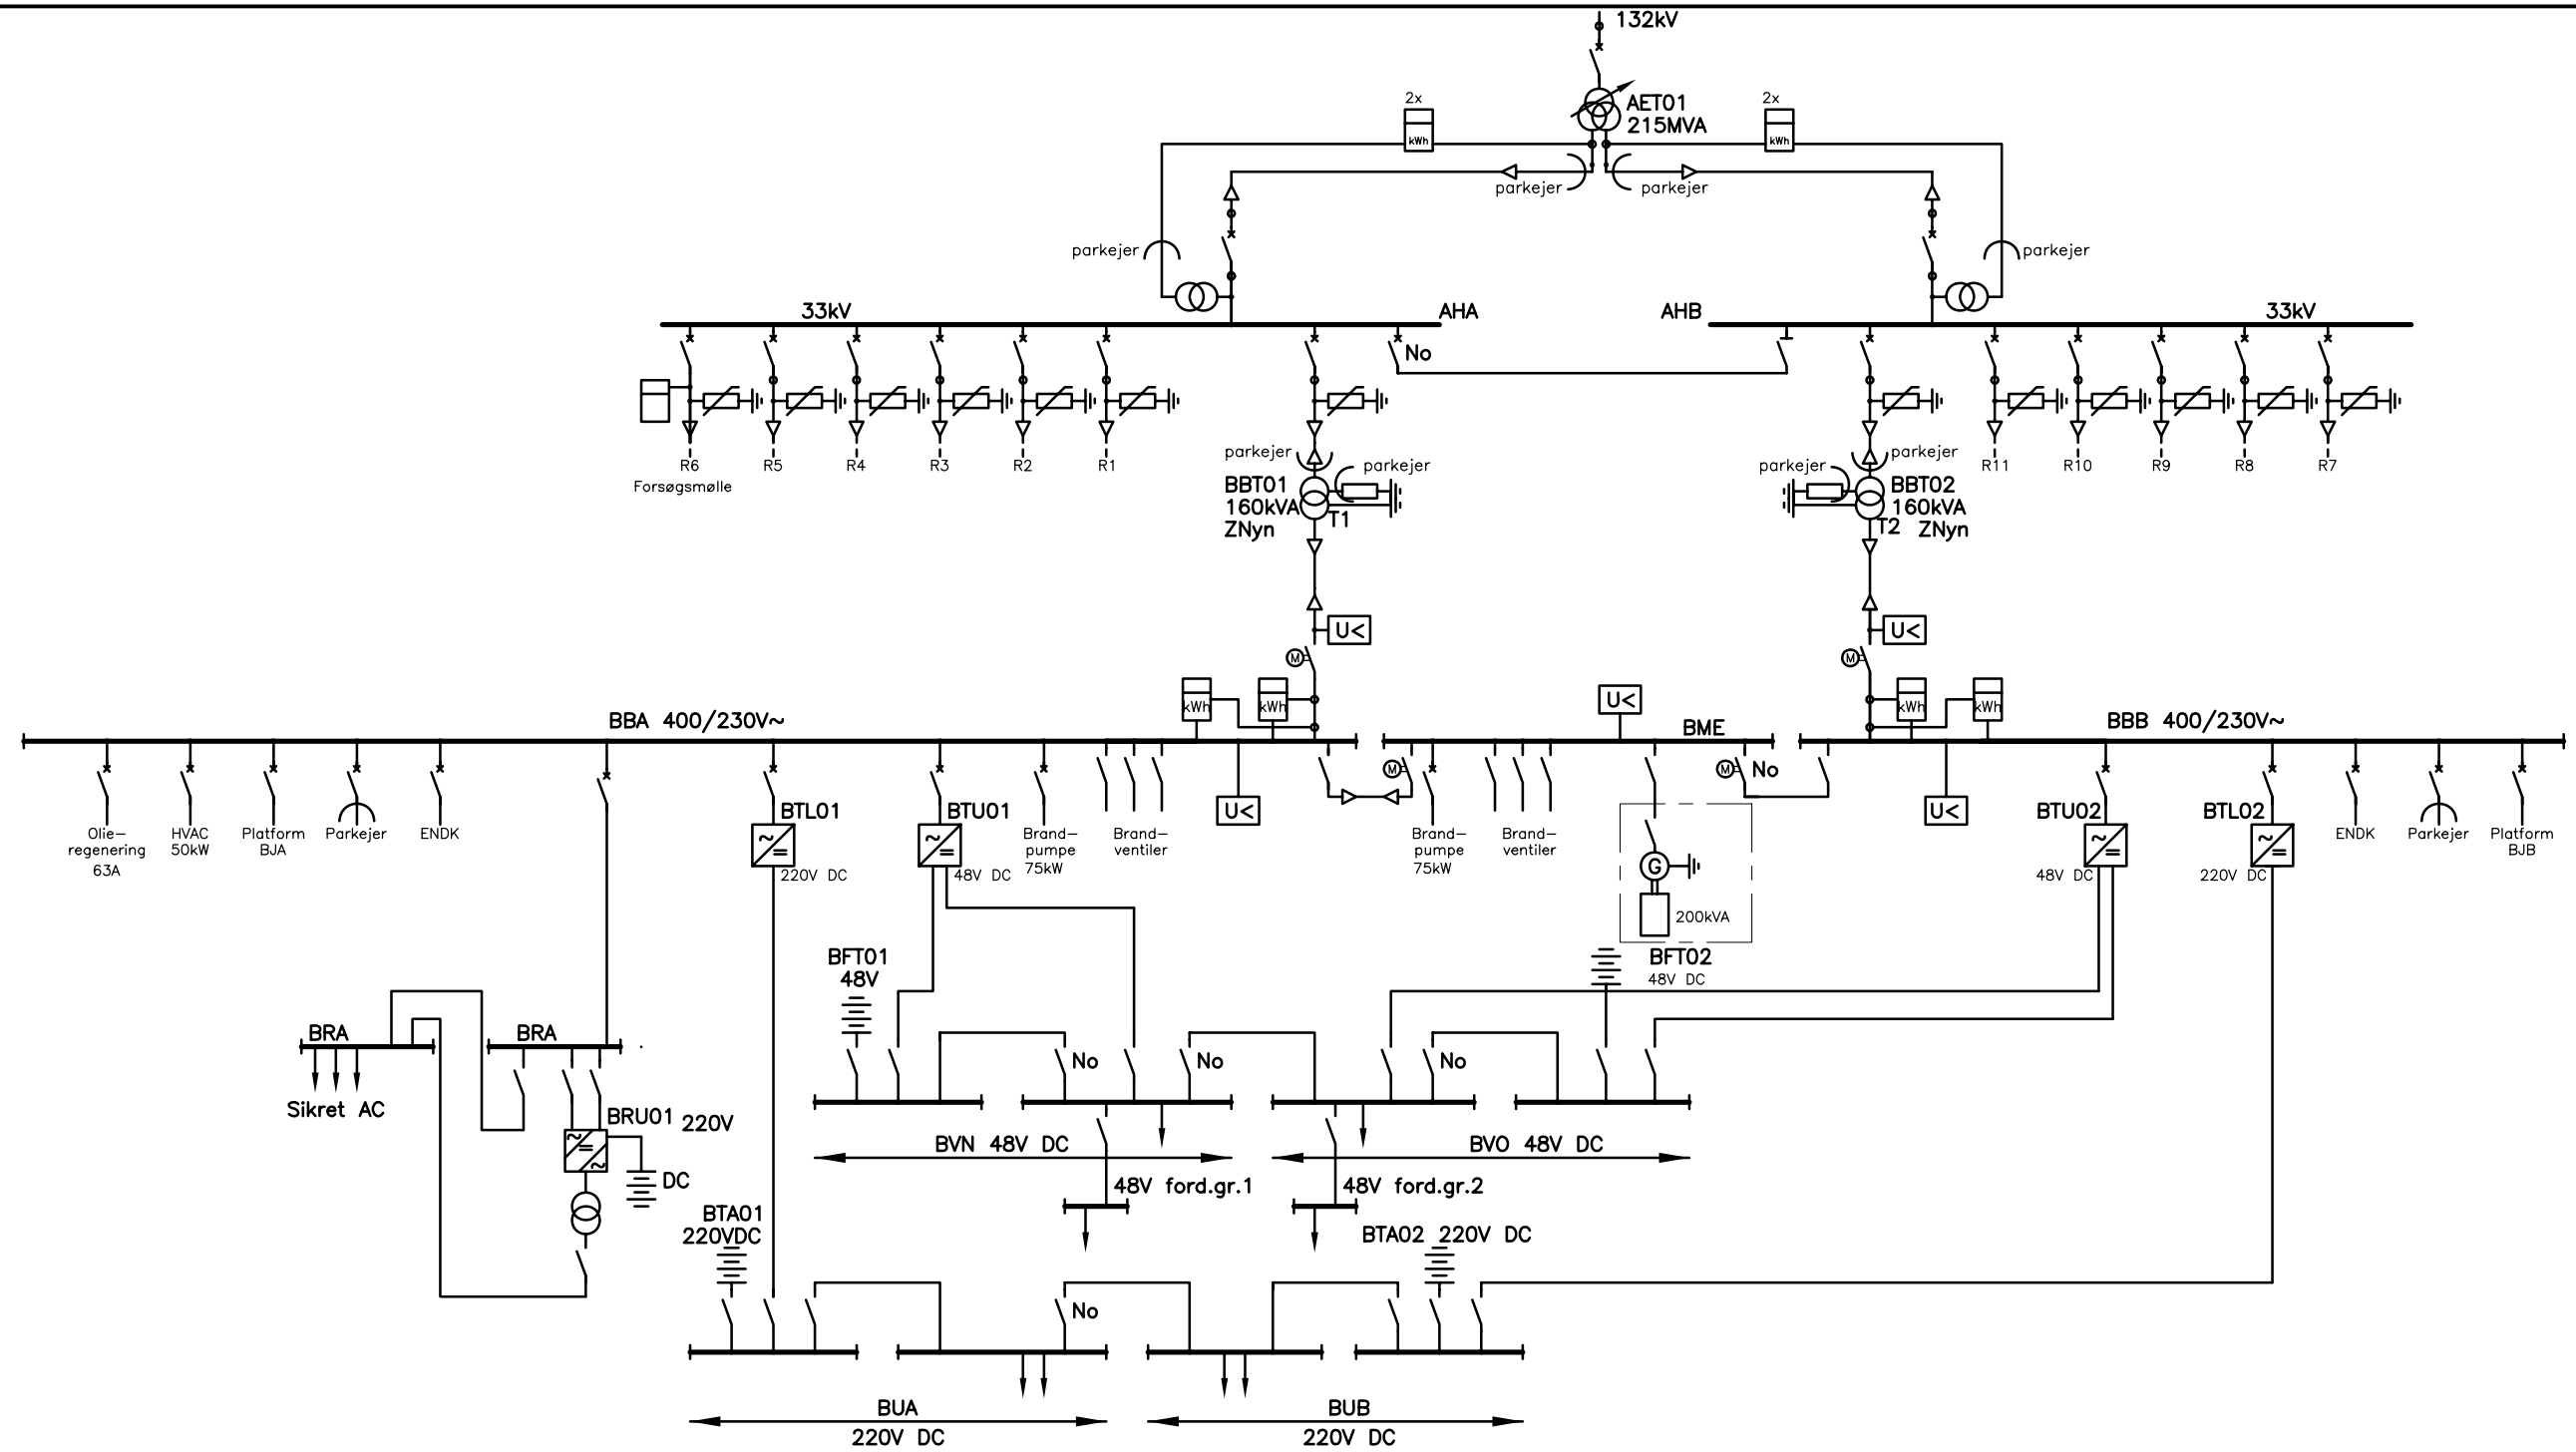 132kV
AET01
215MVA
2x
kWh
2x
kWh
parkejer
parkejer
parkejer
parkejer
33kV
AHA
AHB
33kV
No
R6
R5
R4
R3
R2
R1
Forsøgsmølle
R11
R10
R9
R8
R7
parkejer
parkejer
BBT01
160kVA
ZNyn
T1
parkejer
parkejer
BBT02
160kVA
T2 ZNyn
U<
U<
M
M
kWh
kWh
U<
kWh
kWh
BBA 400/230V~
BME
BBB 400/230V~
M
M
No
U<
U<
Olie-
regenering
63A
HVAC
50kW
Platform
BJA
Parkejer
ENDK
BTL01
220V DC
BTU01
48V DC
Brand-
pumpe
75kW
Brand-
ventiler
Brand-
pumpe
75kW
Brand-
ventiler
G
200kVA
BTU02
48V DC
BTL02
220V DC
ENDK
Parkejer
Platform
BJB
BFT01
48V
BFT02
48V DC
BRA
BRA
Sikret AC
BRU01 220V
DC
No
No
No
BVN 48V DC
BVO 48V DC
48V ford.gr.1
48V ford.gr.2
BTA01
220VDC
BTA02 220V DC
No
BUA
220V DC
BUB
220V DC